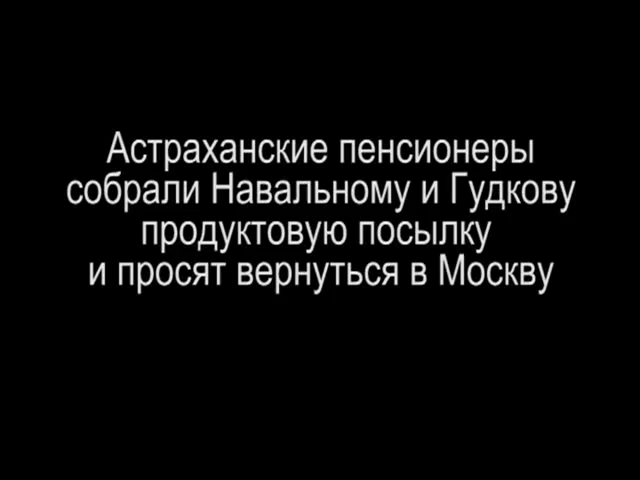 Астраханские пенсионеры
собрали Навальному и Гудкову
продуктовую посылку
и просят вернуться в Москву